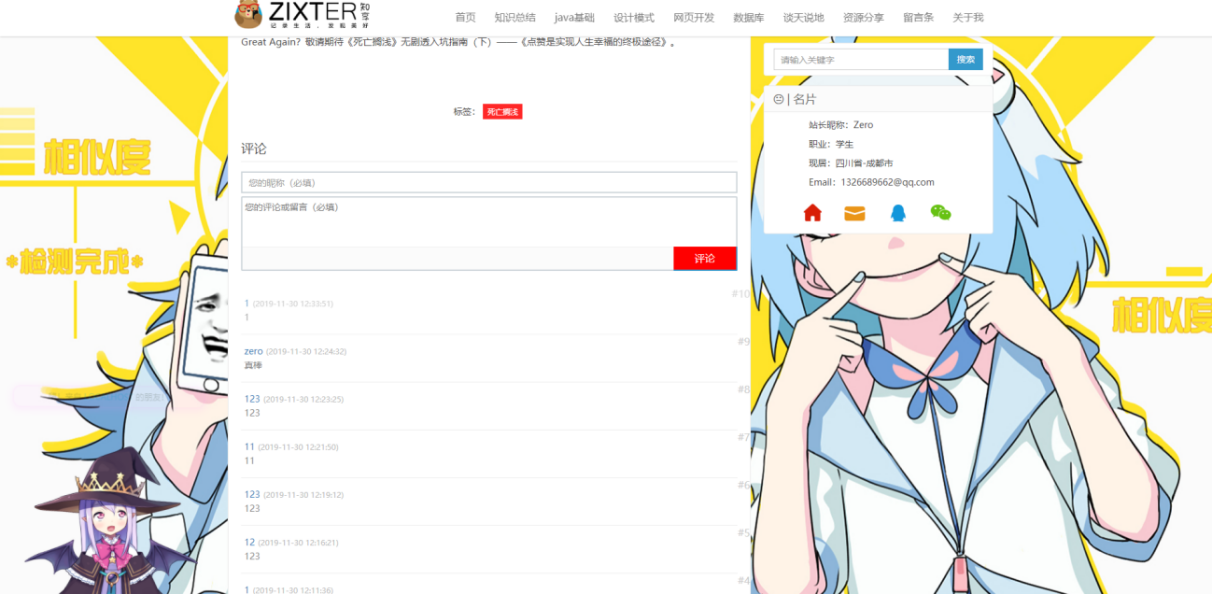 ZIXTER 知享
记录生活,发现美好
首页 知识总结 java基础 设计模式 网页开发 数据库 谈天说地 资源分享 留言条 关于我
Great Again？敬请期待《死亡搁浅》无剧透入坑指南（下）——《点赞是实现人生幸福的终极途径》。
标签： 死亡搁浅
评论
您的昵称（必填）
您的评论或留言（必填）
评论
1 (2019-11-30 12:33:51) #10
1
zero (2019-11-30 12:24:32) #9
真棒
123 (2019-11-30 12:23:25) #8
123
11 (2019-11-30 12:21:50) #7
11
123 (2019-11-30 12:19:12) #6
123
12 (2019-11-30 12:16:21) #5
123
1 (2019-11-30 12:11:36) #4
请输入关键字 搜索
| 名片
站长昵称：Zero
职业：学生
现居：四川省-成都市
Email：1326689662@qq.com
相似度
*检测完成*
相似度